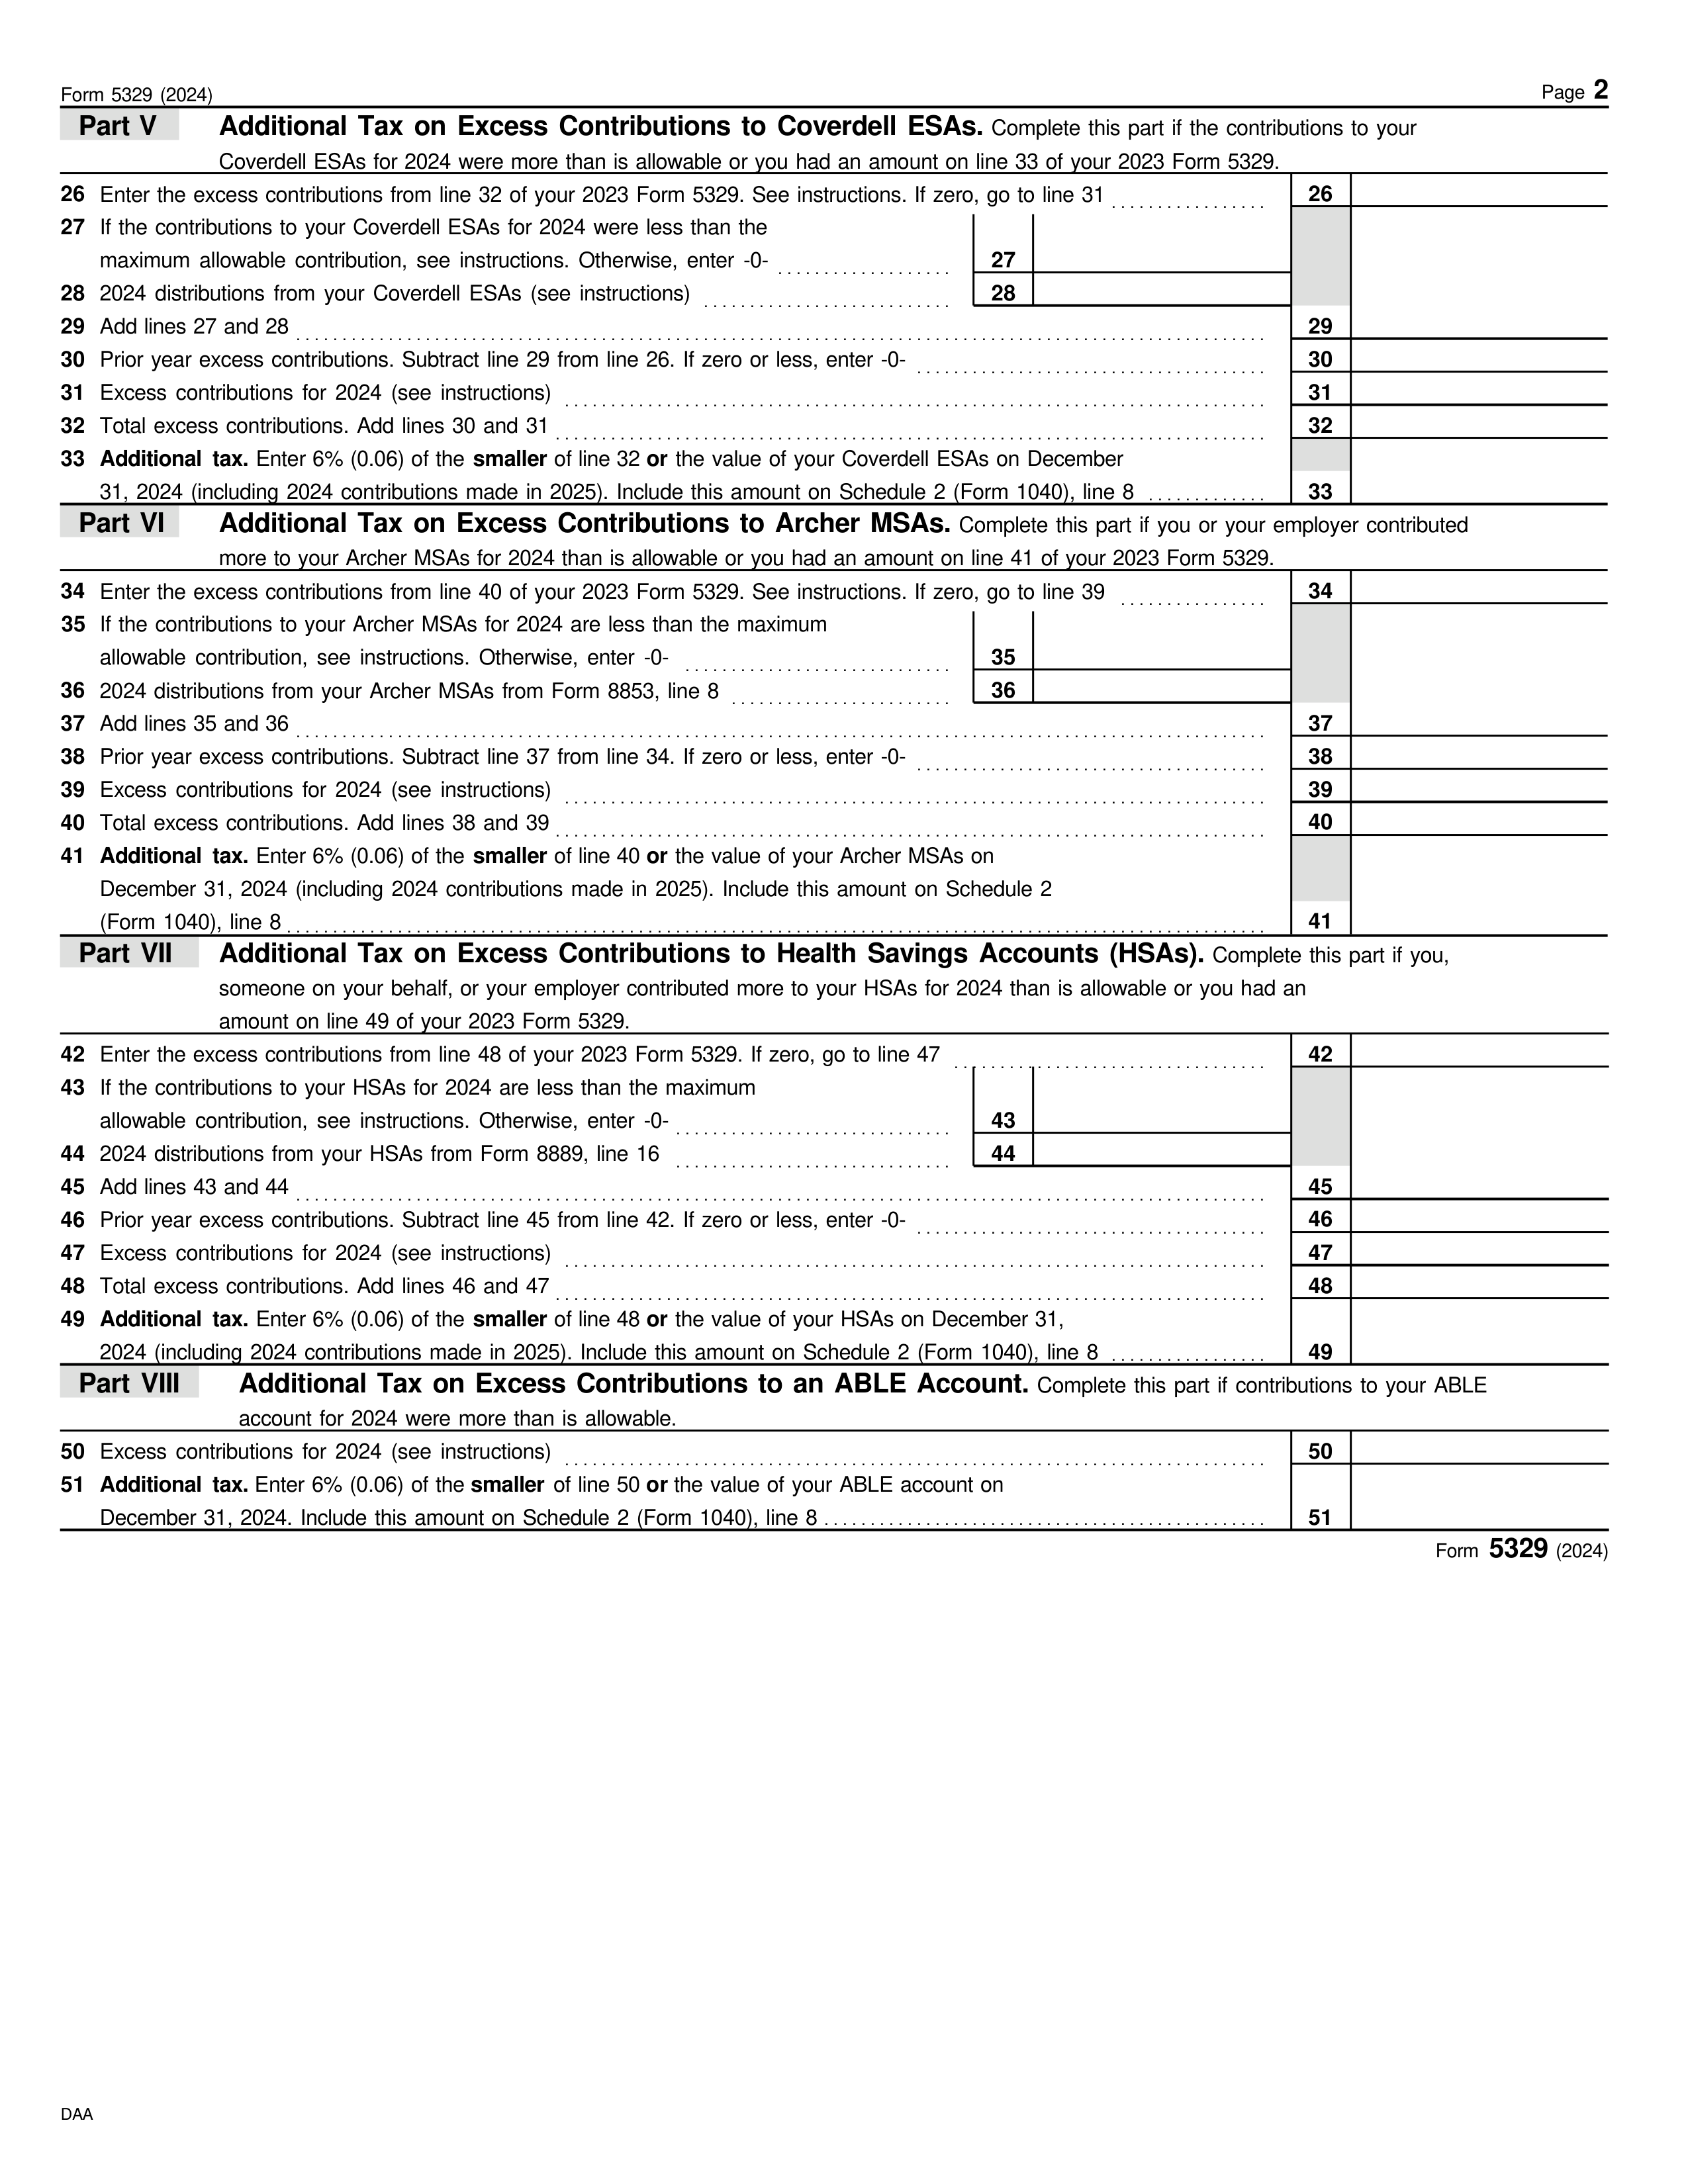 Form 5329 (2024) Page 2
Part V Additional Tax on Excess Contributions to Coverdell ESAs. Complete this part if the contributions to your
Coverdell ESAs for 2024 were more than is allowable or you had an amount on line 33 of your 2023 Form 5329.
26 Enter the excess contributions from line 32 of your 2023 Form 5329. See instructions. If zero, go to line 31 26
27 If the contributions to your Coverdell ESAs for 2024 were less than the
maximum allowable contribution, see instructions. Otherwise, enter -0- 27
28 2024 distributions from your Coverdell ESAs (see instructions) 28
29 Add lines 27 and 28 29
30 Prior year excess contributions. Subtract line 29 from line 26. If zero or less, enter -0- 30
31 Excess contributions for 2024 (see instructions) 31
32 Total excess contributions. Add lines 30 and 31 32
33 Additional tax. Enter 6% (0.06) of the smaller of line 32 or the value of your Coverdell ESAs on December
31, 2024 (including 2024 contributions made in 2025). Include this amount on Schedule 2 (Form 1040), line 8 33
Part VI Additional Tax on Excess Contributions to Archer MSAs. Complete this part if you or your employer contributed
more to your Archer MSAs for 2024 than is allowable or you had an amount on line 41 of your 2023 Form 5329.
34 Enter the excess contributions from line 40 of your 2023 Form 5329. See instructions. If zero, go to line 39 34
35 If the contributions to your Archer MSAs for 2024 are less than the maximum
allowable contribution, see instructions. Otherwise, enter -0- 35
36 2024 distributions from your Archer MSAs from Form 8853, line 8 36
37 Add lines 35 and 36 37
38 Prior year excess contributions. Subtract line 37 from line 34. If zero or less, enter -0- 38
39 Excess contributions for 2024 (see instructions) 39
40 Total excess contributions. Add lines 38 and 39 40
41 Additional tax. Enter 6% (0.06) of the smaller of line 40 or the value of your Archer MSAs on
December 31, 2024 (including 2024 contributions made in 2025). Include this amount on Schedule 2
(Form 1040), line 8 41
Part VII Additional Tax on Excess Contributions to Health Savings Accounts (HSAs). Complete this part if you,
someone on your behalf, or your employer contributed more to your HSAs for 2024 than is allowable or you had an
amount on line 49 of your 2023 Form 5329.
42 Enter the excess contributions from line 48 of your 2023 Form 5329. If zero, go to line 47 42
43 If the contributions to your HSAs for 2024 are less than the maximum
allowable contribution, see instructions. Otherwise, enter -0- 43
44 2024 distributions from your HSAs from Form 8889, line 16 44
45 Add lines 43 and 44 45
46 Prior year excess contributions. Subtract line 45 from line 42. If zero or less, enter -0- 46
47 Excess contributions for 2024 (see instructions) 47
48 Total excess contributions. Add lines 46 and 47 48
49 Additional tax. Enter 6% (0.06) of the smaller of line 48 or the value of your HSAs on December 31,
2024 (including 2024 contributions made in 2025). Include this amount on Schedule 2 (Form 1040), line 8 49
Part VIII Additional Tax on Excess Contributions to an ABLE Account. Complete this part if contributions to your ABLE
account for 2024 were more than is allowable.
50 Excess contributions for 2024 (see instructions) 50
51 Additional tax. Enter 6% (0.06) of the smaller of line 50 or the value of your ABLE account on
December 31, 2024. Include this amount on Schedule 2 (Form 1040), line 8 51
Form 5329 (2024)
DAA